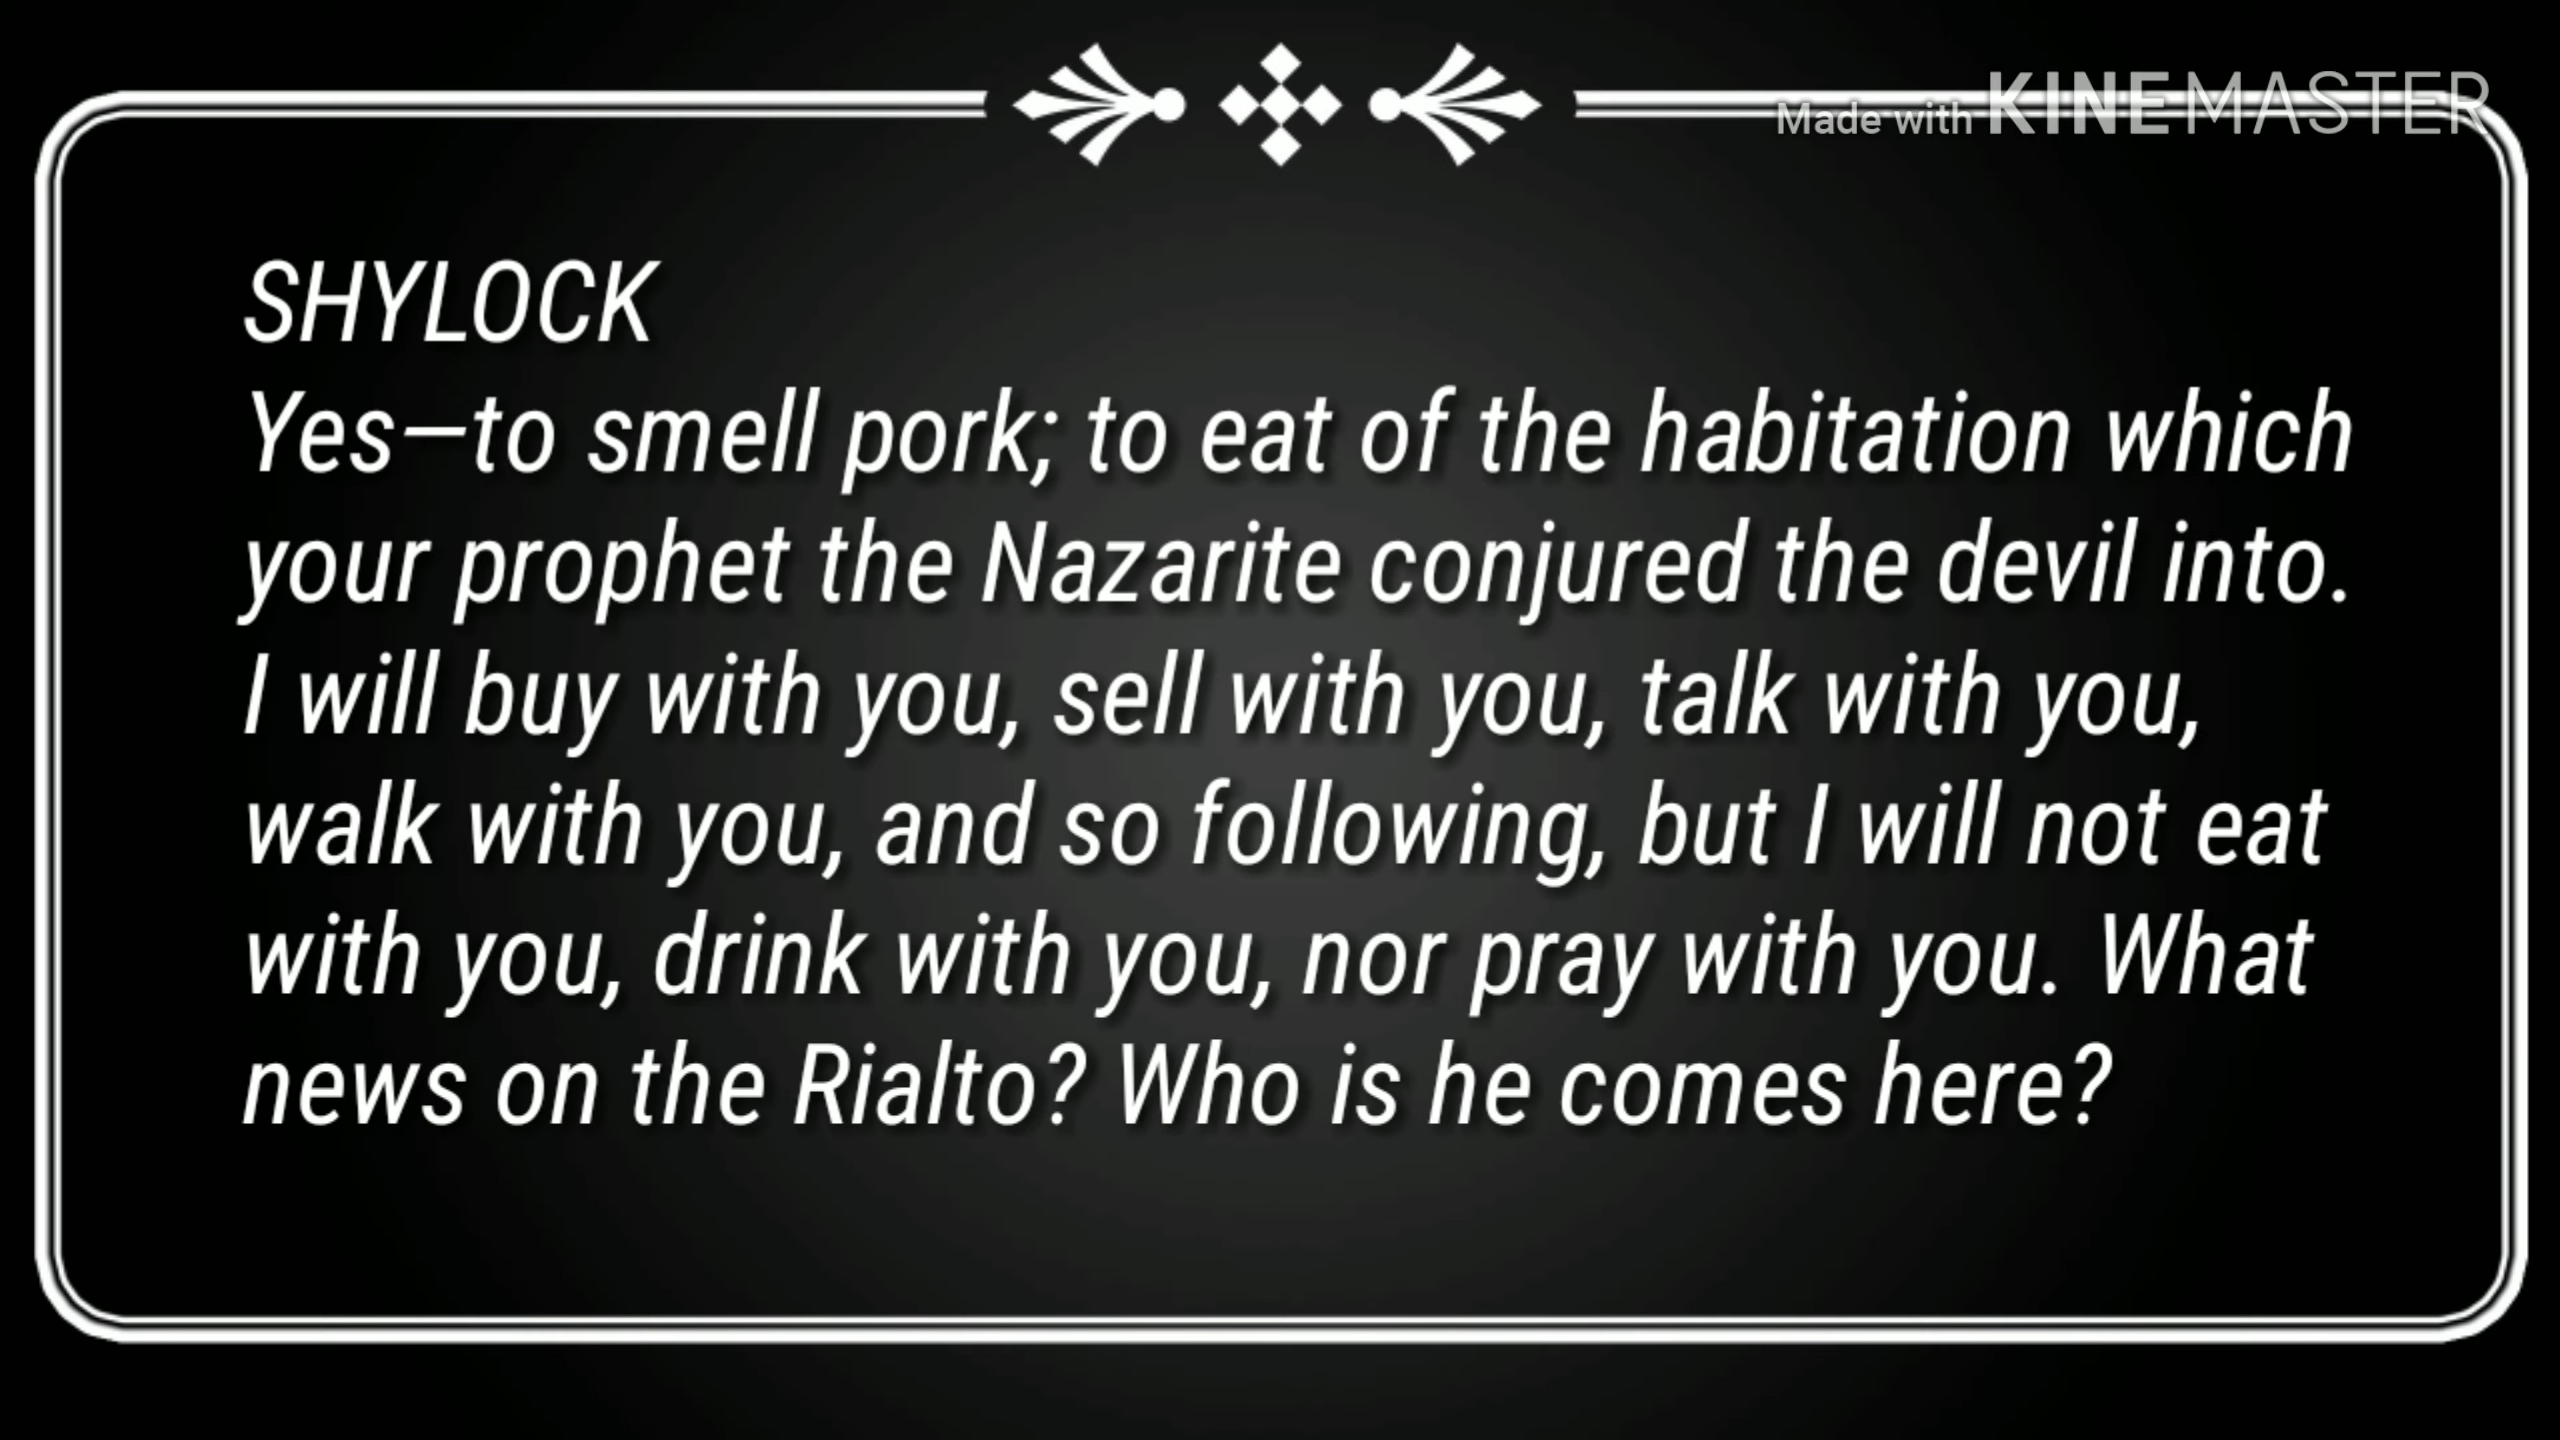 Made with KINEMASTER
SHYLOCK
Yes—to smell pork; to eat of the habitation which
your prophet the Nazarite conjured the devil into.
I will buy with you, sell with you, talk with you,
walk with you, and so following, but I will not eat
with you, drink with you, nor pray with you. What
news on the Rialto? Who is he comes here?